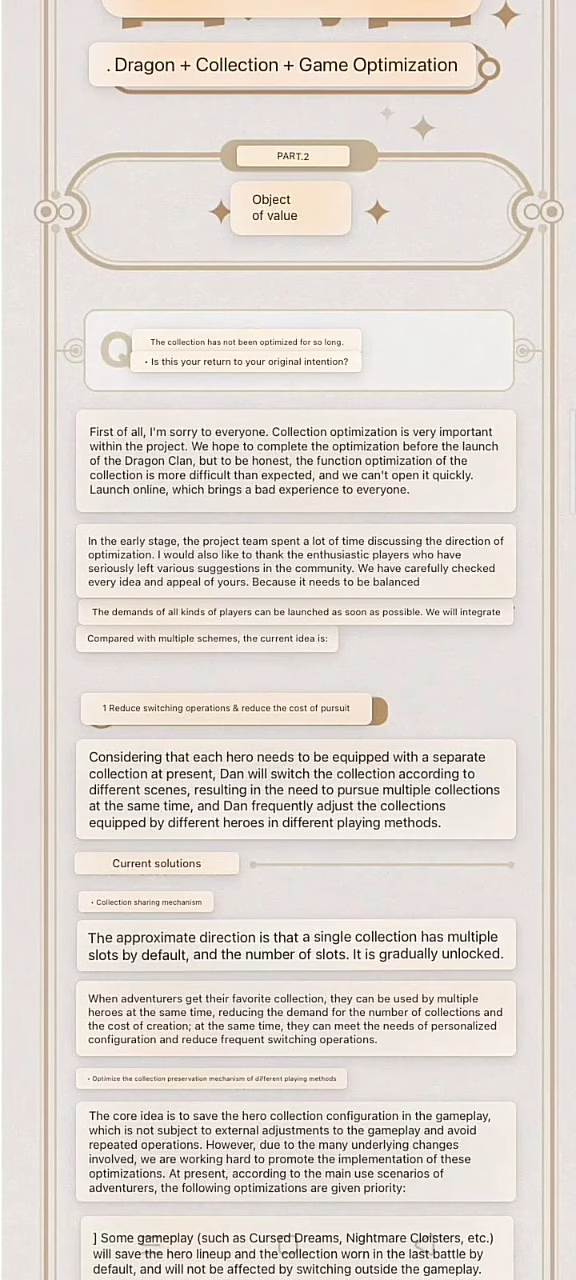 . Dragon + Collection + Game Optimization
PART.2
Object
of value
Q
The collection has not been optimized for so long.
• Is this your return to your original intention?
First of all, I'm sorry to everyone. Collection optimization is very important
within the project. We hope to complete the optimization before the launch
of the Dragon Clan, but to be honest, the function optimization of the
collection is more difficult than expected, and we can't open it quickly.
Launch online, which brings a bad experience to everyone.
In the early stage, the project team spent a lot of time discussing the direction of
optimization. I would also like to thank the enthusiastic players who have
seriously left various suggestions in the community. We have carefully checked
every idea and appeal of yours. Because it needs to be balanced
The demands of all kinds of players can be launched as soon as possible. We will integrate
Compared with multiple schemes, the current idea is:
1 Reduce switching operations & reduce the cost of pursuit
Considering that each hero needs to be equipped with a separate
collection at present, Dan will switch the collection according to
different scenes, resulting in the need to pursue multiple collections
at the same time, and Dan frequently adjust the collections
equipped by different heroes in different playing methods.
Current solutions
• Collection sharing mechanism
The approximate direction is that a single collection has multiple
slots by default, and the number of slots. It is gradually unlocked.
When adventurers get their favorite collection, they can be used by multiple
heroes at the same time, reducing the demand for the number of collections and
the cost of creation; at the same time, they can meet the needs of personalized
configuration and reduce frequent switching operations.
• Optimize the collection preservation mechanism of different playing methods
The core idea is to save the hero collection configuration in the gameplay,
which is not subject to external adjustments to the gameplay and avoid
repeated operations. However, due to the many underlying changes
involved, we are working hard to promote the implementation of these
optimizations. At present, according to the main use scenarios of
adventurers, the following optimizations are given priority:
] Some gameplay (such as Cursed Dreams, Nightmare Cloisters, etc.)
will save the hero lineup and the collection worn in the last battle by
default, and will not be affected by switching outside the gameplay.